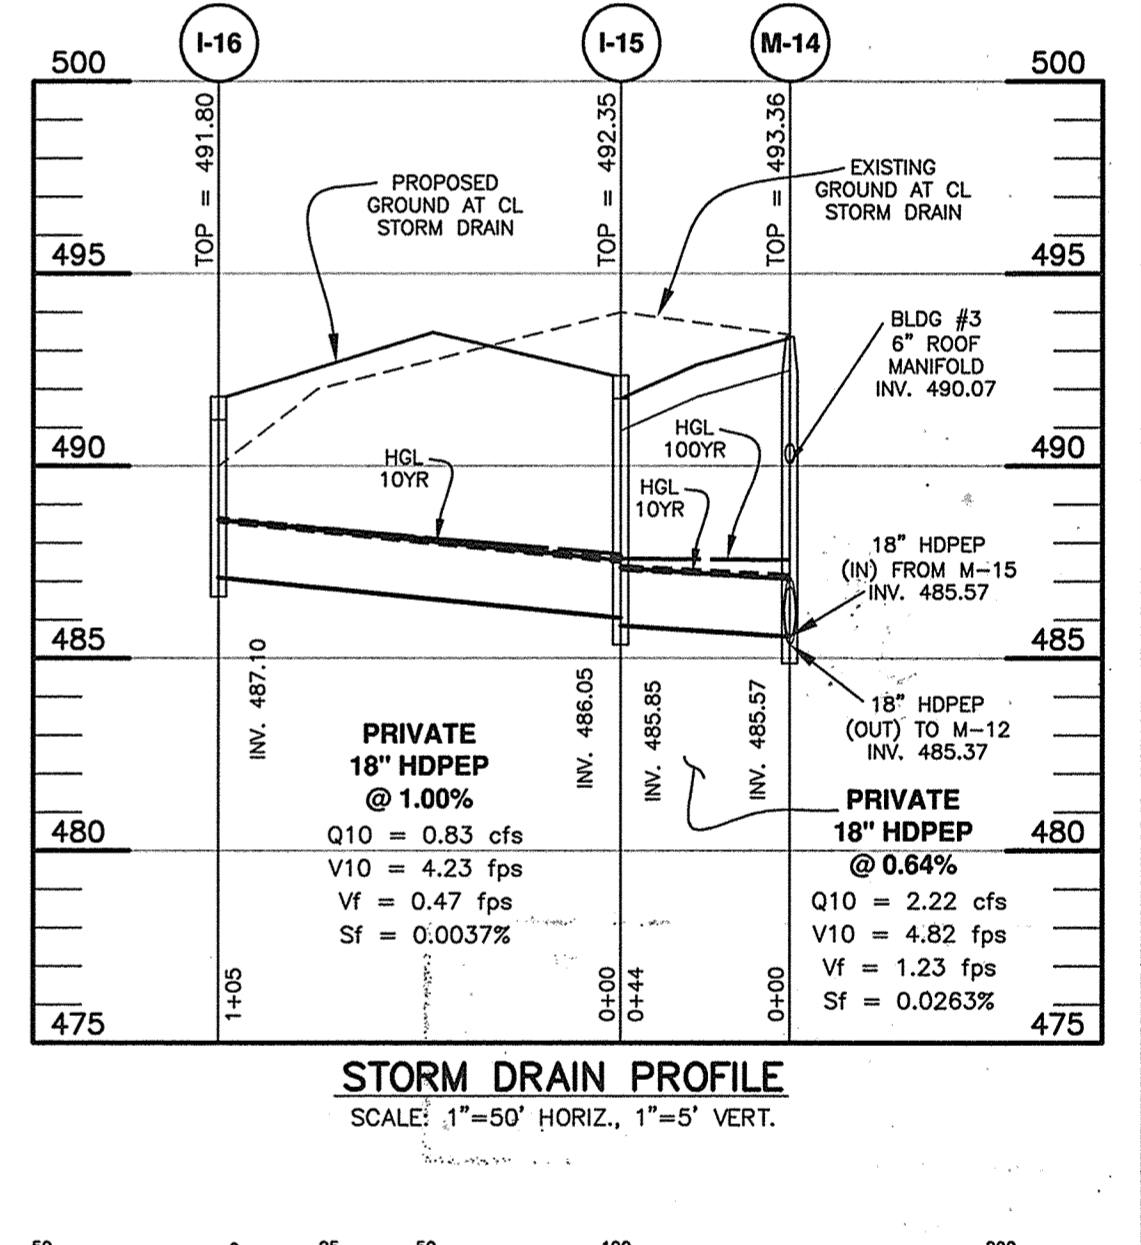 I-16
I-15
M-14
500
500
TOP = 491.80
TOP = 492.35
TOP = 493.36
PROPOSED
GROUND AT CL
STORM DRAIN
EXISTING
GROUND AT CL
STORM DRAIN
495
495
BLDG #3
6" ROOF
MANIFOLD
INV. 490.07
HGL
100YR
HGL
10YR
HGL
10YR
490
490
18" HDPEP
(IN) FROM M-15
INV. 485.57
485
485
INV. 487.10
INV. 486.05
INV. 485.85
INV. 485.57
18" HDPEP
(OUT) TO M-12
INV. 485.37
PRIVATE
18" HDPEP
@ 1.00%
Q10 = 0.83 cfs
V10 = 4.23 fps
Vf = 0.47 fps
Sf = 0.0037%
PRIVATE
18" HDPEP
@ 0.64%
Q10 = 2.22 cfs
V10 = 4.82 fps
Vf = 1.23 fps
Sf = 0.0263%
480
480
1+05
0+00
0+44
0+00
475
475
STORM DRAIN PROFILE
SCALE: 1"=50' HORIZ., 1"=5' VERT.